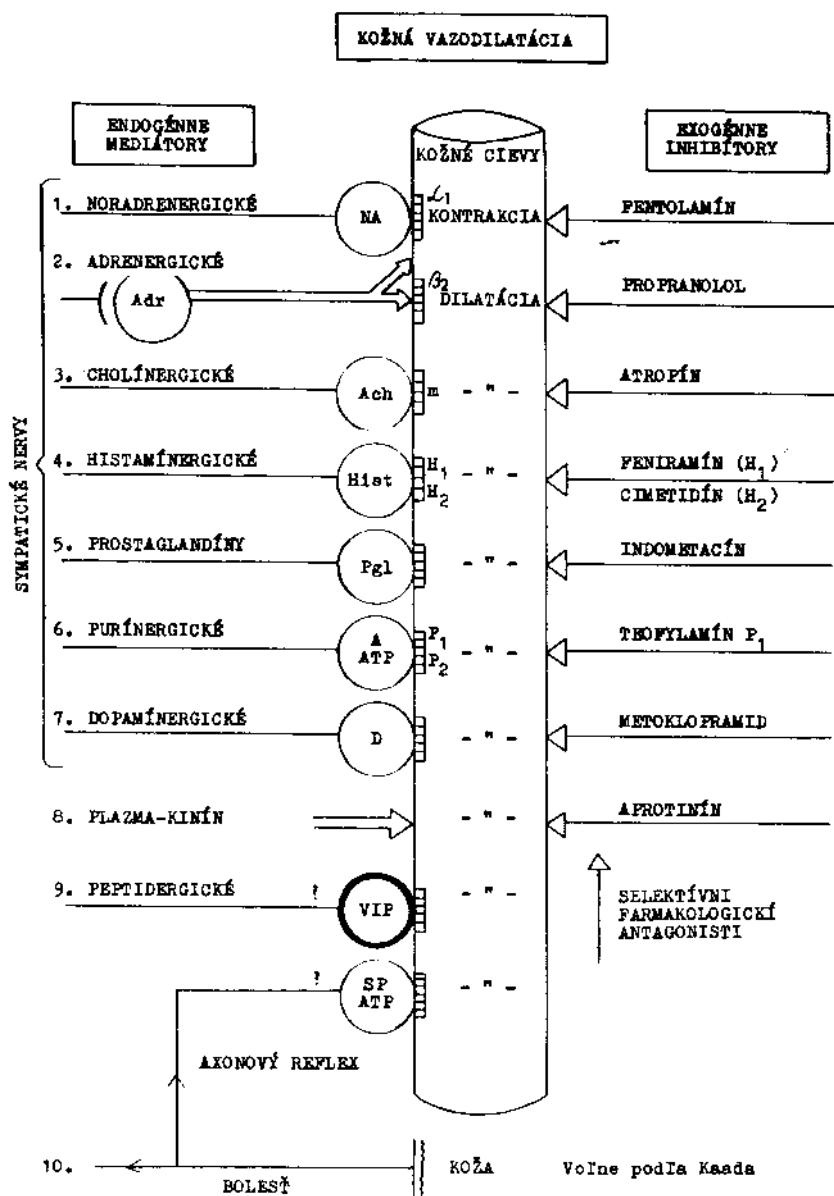 KOŽNÁ VAZODILATÁCIA
ENDOGÉNNE
MEDIÁTORY
EXOGÉNNE
INHIBÍTORY
KOŽNÉ CIEVY
SYMPATICKÉ NERVY
1. NORADRENERGICKÉ
NA
α1
KONTRAKCIA
FENTOLAMÍN
2. ADRENERGICKÉ
Adr
β2
DILATÁCIA
PROPRANOLOL
3. CHOLÍNERGICKÉ
Ach
m
- " -
ATROPÍN
4. HISTAMÍNERGICKÉ
Hist
H1
H2
- " -
FENIRAMÍN (H1)
CIMETIDÍN (H2)
5. PROSTAGLANDÍNY
Pgl
- " -
INDOMETACÍN
6. PURÍNERGICKÉ
A
ATP
P1
P2
- " -
TEOFYLAMÍN P1
7. DOPAMÍNERGICKÉ
D
- " -
METOKLOPRAMID
8. PLAZMA-KINÍN
- " -
APROTINÍN
9. PEPTIDERGICKÉ
?
VIP
- " -
SELEKTÍVNI
FARMAKOLOGICKÍ
ANTAGONISTI
?
SP
ATP
- " -
AXONOVÝ REFLEX
10.
BOLESŤ
KOŽA
Voľne podľa Kaada